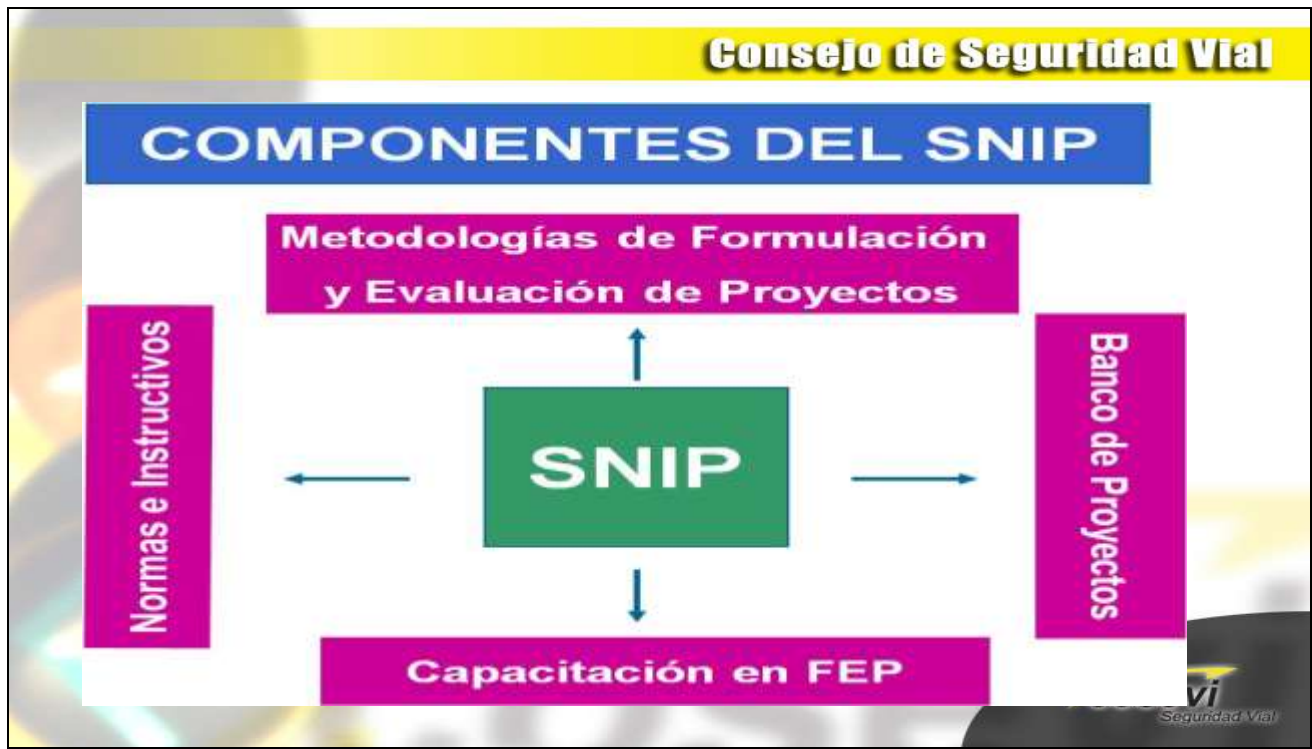 Consejo de Seguridad Vial
COMPONENTES DEL SNIP
Metodologías de Formulación
y Evaluación de Proyectos
Normas e Instructivos
SNIP
Banco de Proyectos
Capacitación en FEP
Seguridad Vial